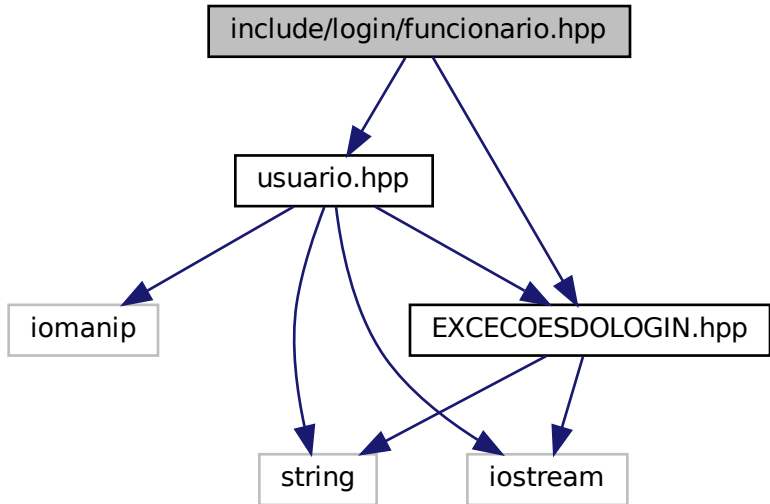 include/login/funcionario.hpp
usuario.hpp
iomanip
EXCECOESDOLOGIN.hpp
string
iostream